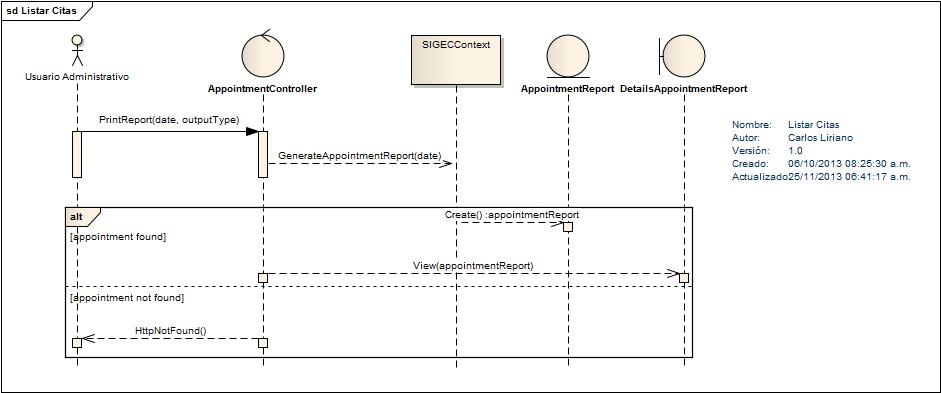 sd Listar Citas
Usuario Administrativo
AppointmentController
SIGECContext
AppointmentReport
DetailsAppointmentReport
PrintReport(date, outputType)
GenerateAppointmentReport(date)
Nombre: Listar Citas
Autor: Carlos Liriano
Versión: 1.0
Creado: 06/10/2013 08:25:30 a.m.
Actualizado25/11/2013 06:41:17 a.m.
alt
Create() :appointmentReport
[appointment found]
View(appointmentReport)
[appointment not found]
HttpNotFound()